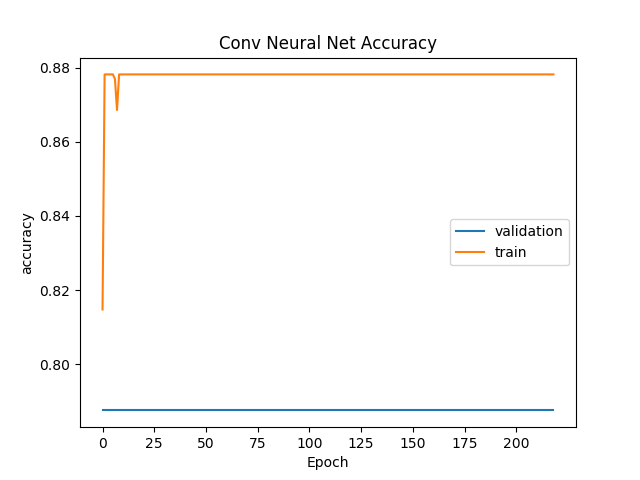 Conv Neural Net Accuracy
0.88
0.86
0.84
0.82
0.80
accuracy
validation
train
0 25 50 75 100 125 150 175 200
Epoch